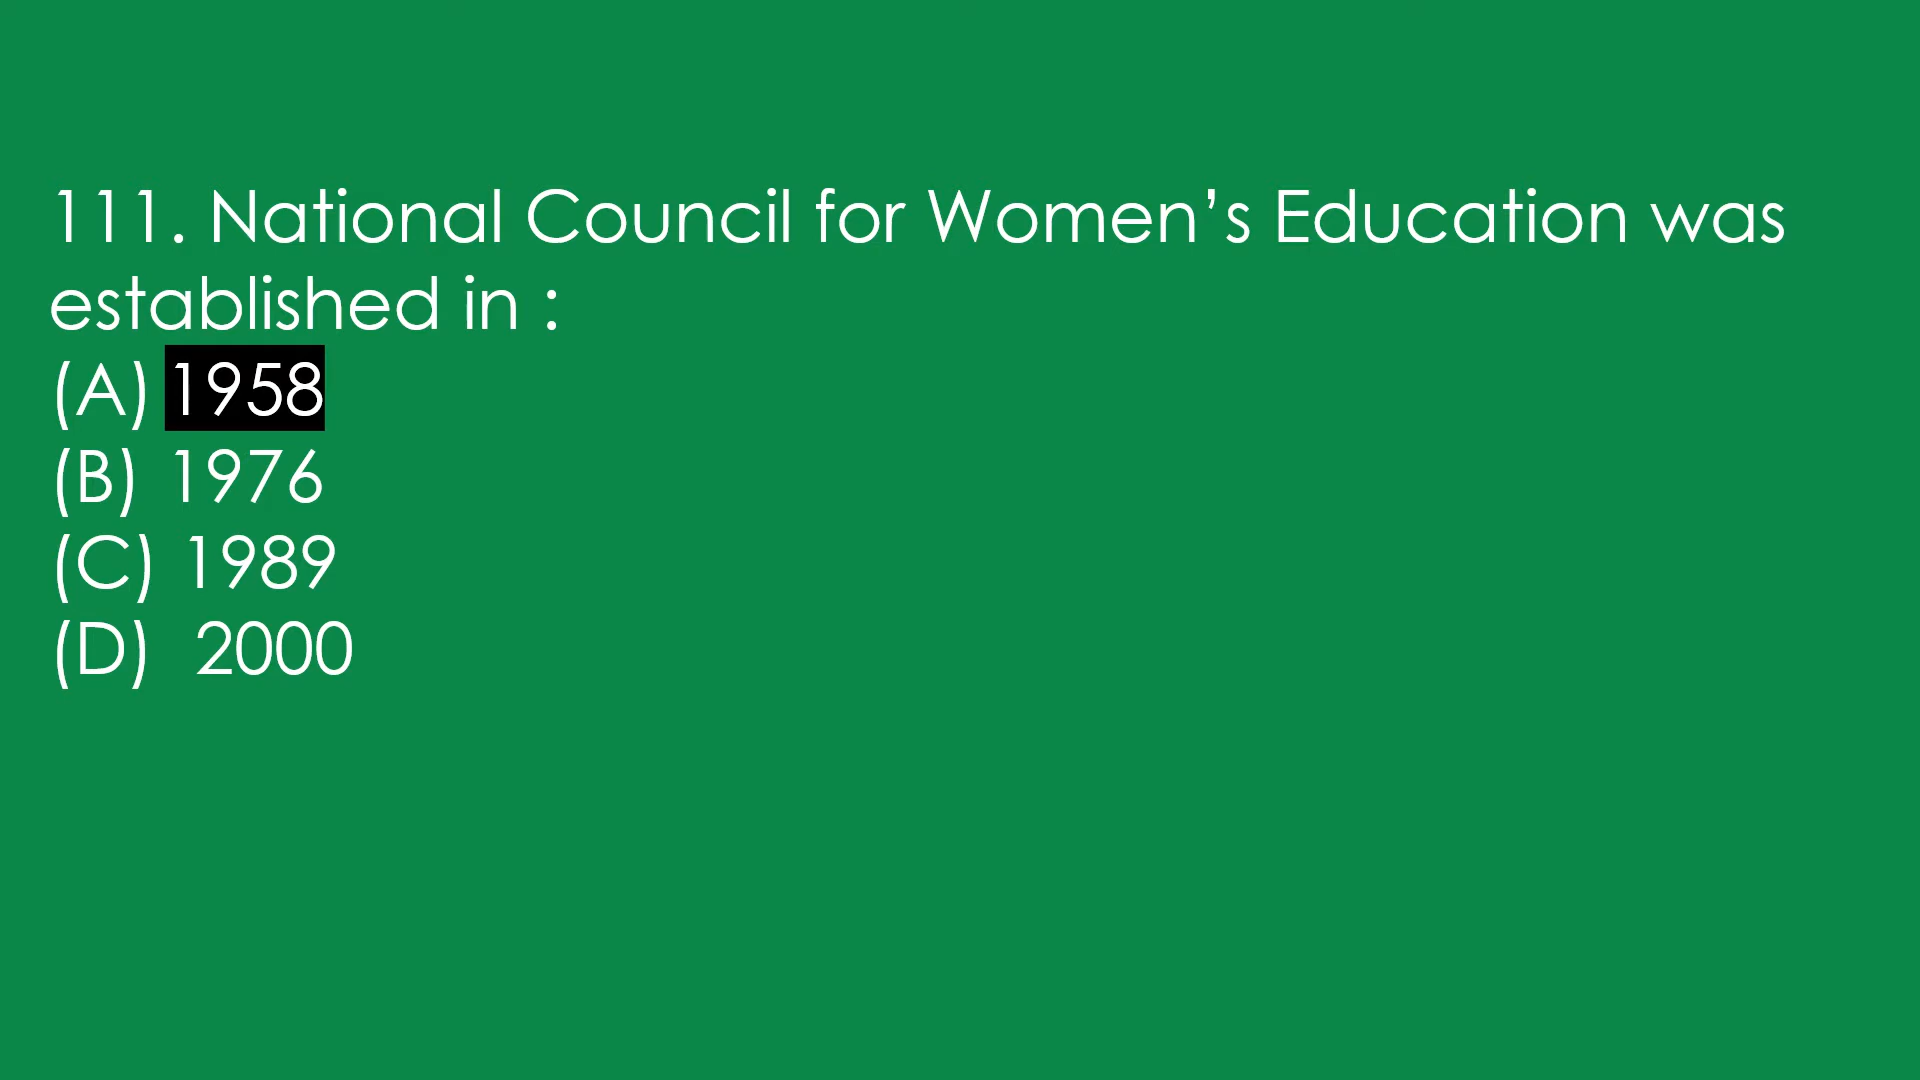 111. National Council for Women’s Education was
established in :
(A) 1958
(B) 1976
(C) 1989
(D) 2000